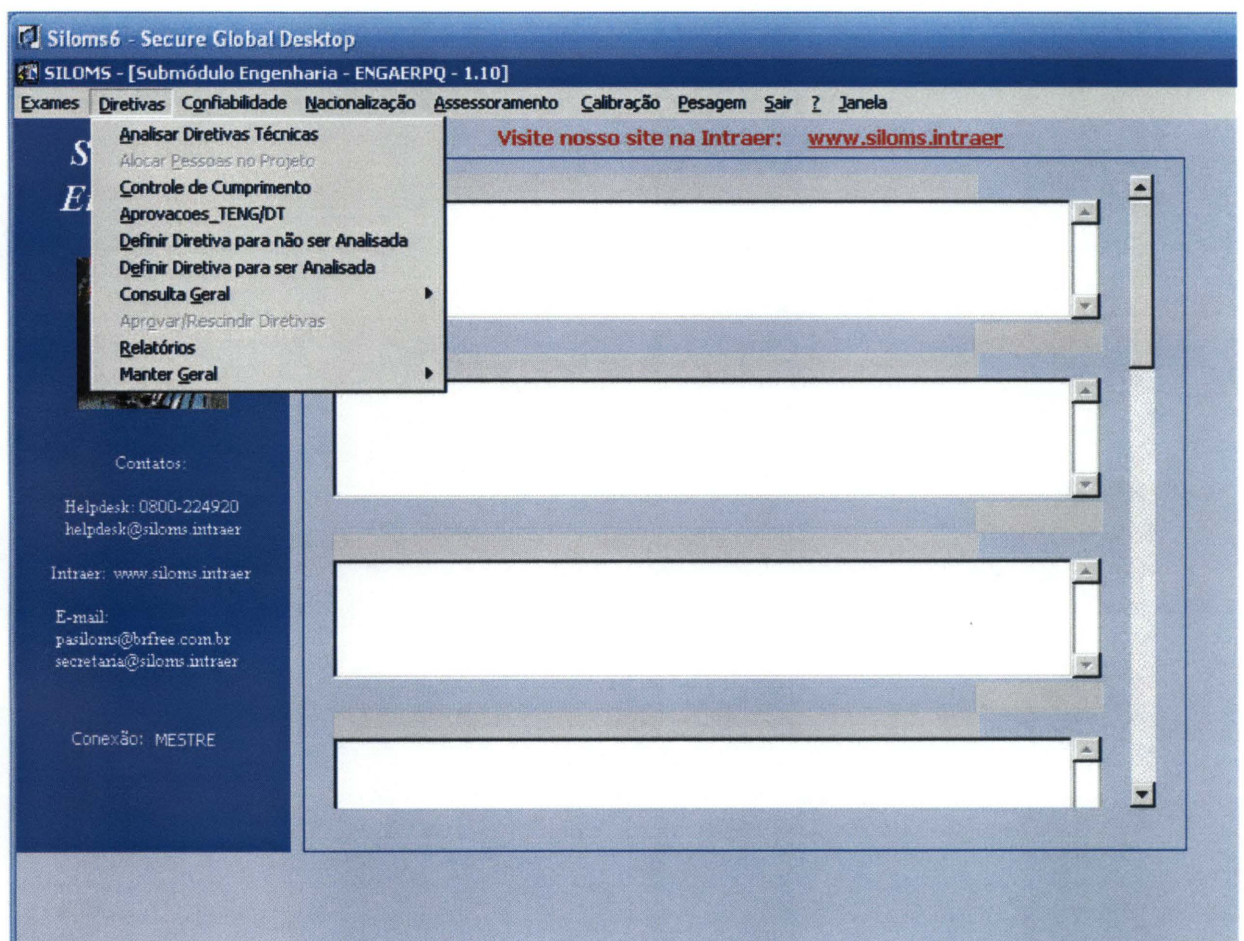 Siloms6 - Secure Global Desktop
SILOMS - [Submódulo Engenharia - ENGAERPQ - 1.10]
Exames Diretivas Confiabilidade Nacionalização Assessoramento Calibração Pesagem Sair ? Janela
Visite nosso site na Intraer: www.siloms.intraer
Analisar Diretivas Técnicas
Alocar Pessoas no Projeto
Controle de Cumprimento
Aprovacoes_TENG/DT
Definir Diretiva para não ser Analisada
Definir Diretiva para ser Analisada
Consulta Geral
Aprovar/Rescindir Diretivas
Relatórios
Manter Geral
Contatos:
Helpdesk: 0800-224920
helpdesk@siloms.intraer
Intraer: www.siloms.intraer
E-mail:
pasiloms@brfree.com.br
secretaria@siloms.intraer
Conexão: MESTRE